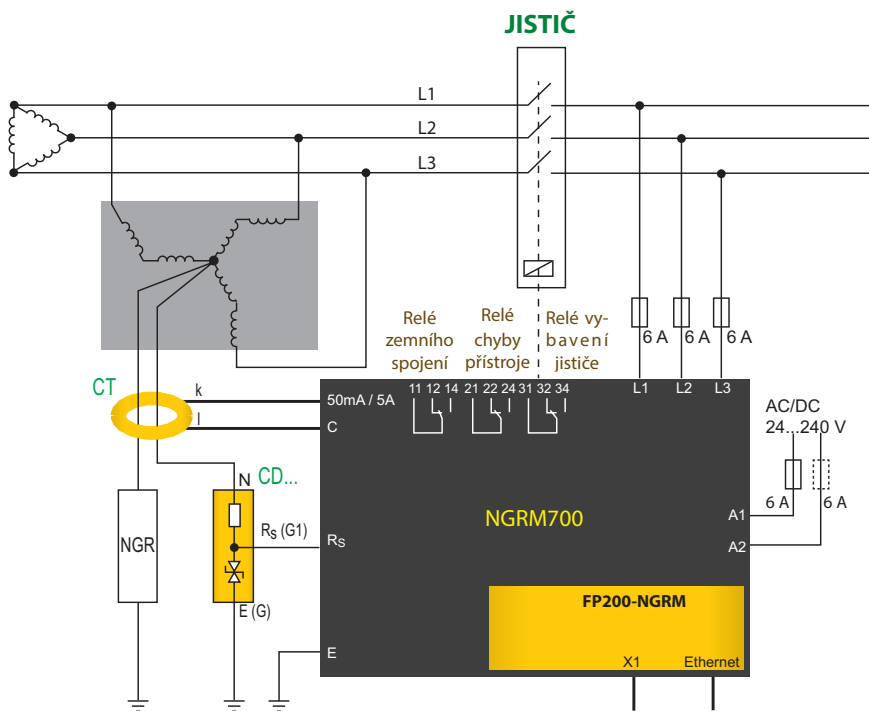 JISTIČ
L1
L2
L3
6 A
6 A
6 A
Relé
zemního
spojení
Relé
chyby
přístroje
Relé vy-
bavení
jističe
CT
k
l
50mA / 5A
C
11 12 14 21 22 24 31 32 34
L1 L2 L3
AC/DC
24...240 V
6 A
6 A
N
CD...
NGR
RS (G1)
RS
E (G)
E
NGRM700
A1
A2
FP200-NGRM
X1
Ethernet